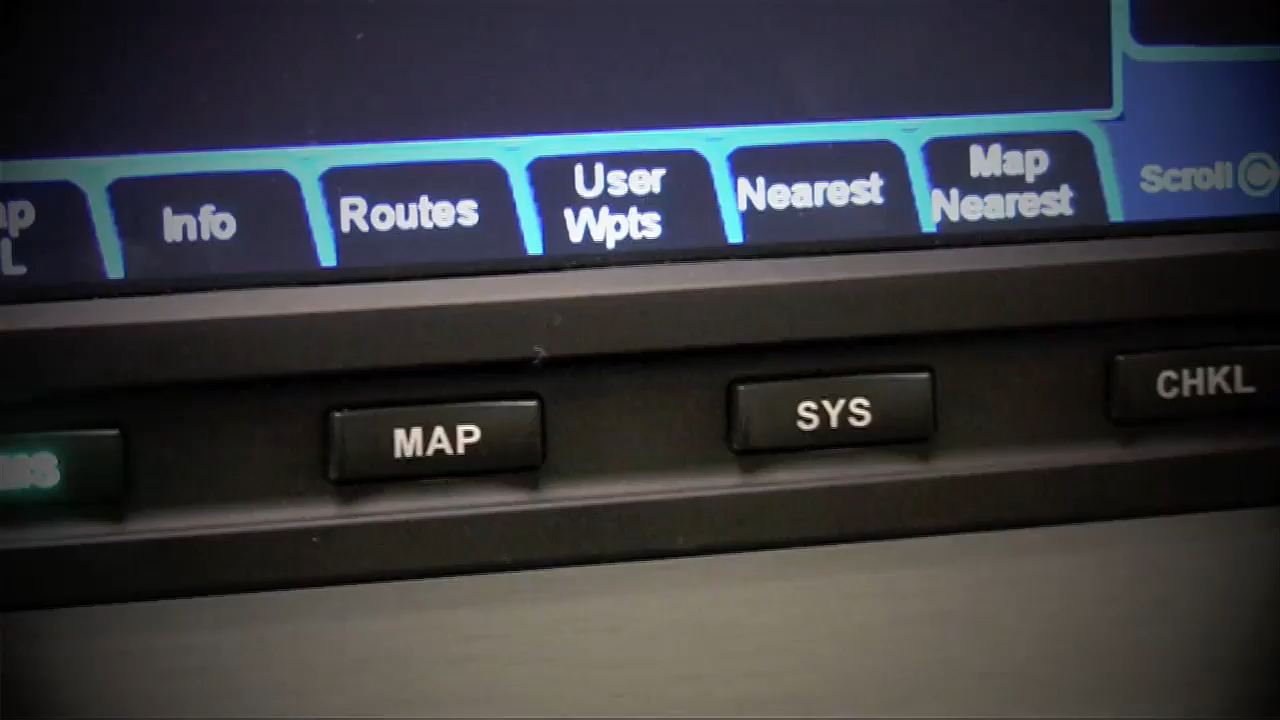 Info
Routes
User
Wpts
Nearest
Map
Nearest
Scroll
MAP
SYS
CHKL